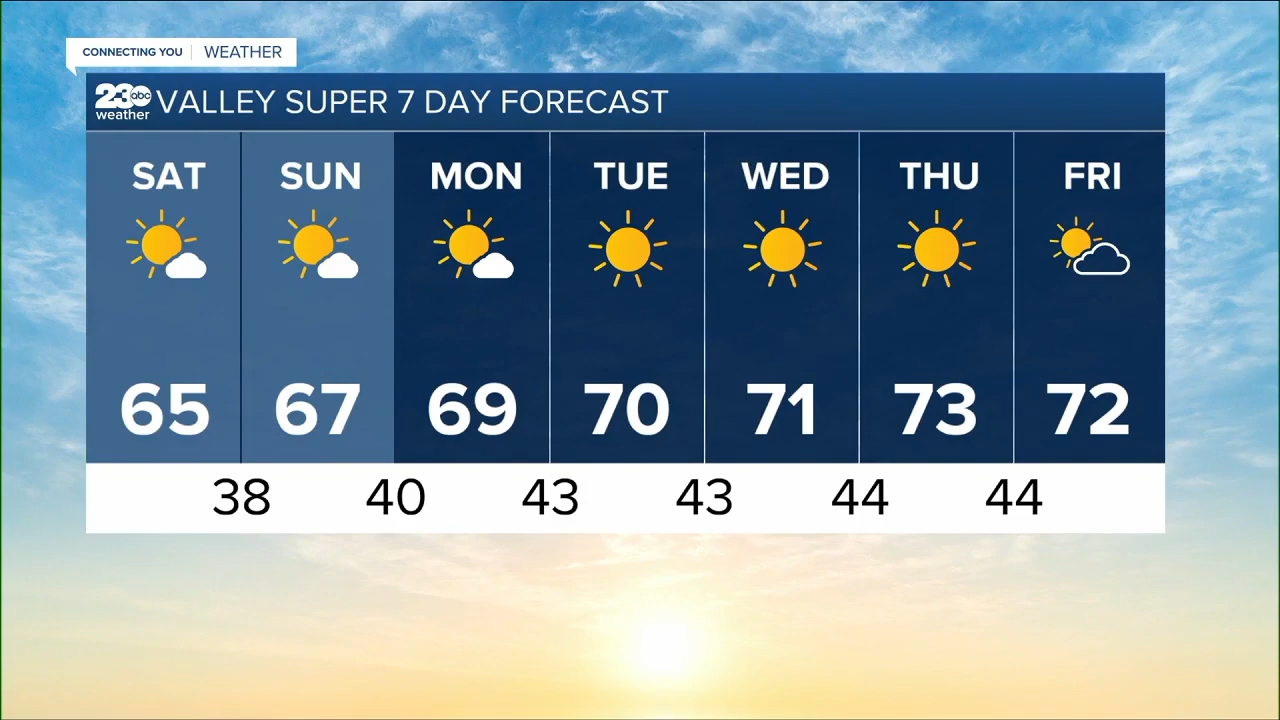 CONNECTING YOU | WEATHER
23 abc
weather
VALLEY SUPER 7 DAY FORECAST
SAT SUN MON TUE WED THU FRI
65 67 69 70 71 73 72
38 40 43 43 44 44